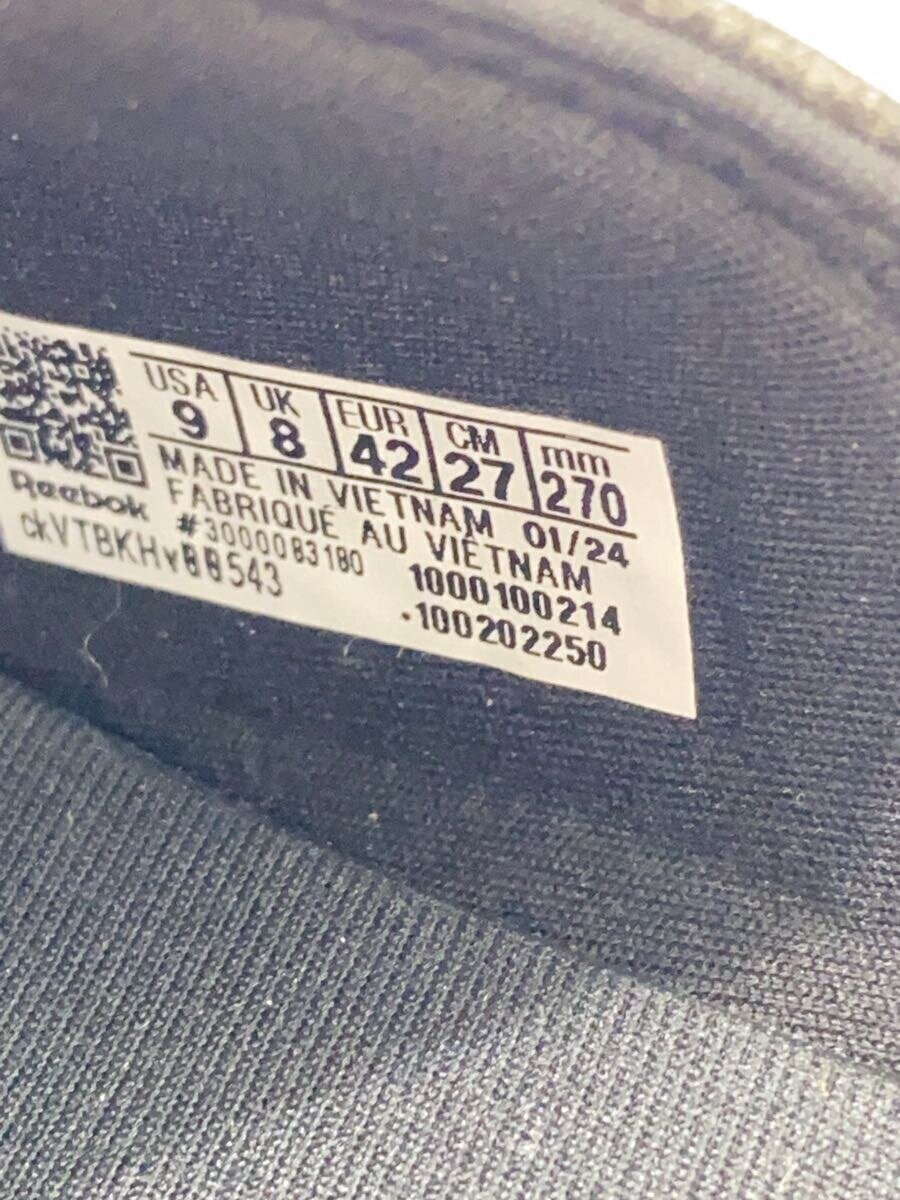 USA UK EUR CM mm
9 8 42 27 270
MADE IN VIETNAM 01/24
FABRIQUÉ AU VIETNAM
Reebok #3000083180 1000100214
·100202250